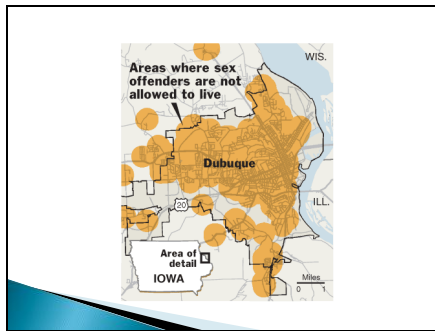 WIS.
Areas where sex
offenders are not
allowed to live
Dubuque
20
ILL.
Area of
detail
IOWA
Miles
0 1